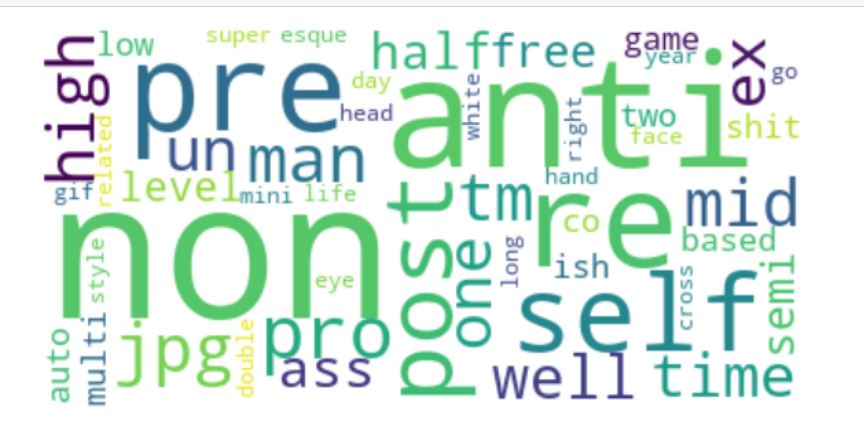 high
low
super
esque
half
free
game
year
ex
go
pre
day
head
white
anti
right
two
face
shit
related
un
man
gif
level
mini
life
hand
tm
post
re
co
mid
based
non
style
eye
one
long
ish
self
cross
semi
auto
multi
jpg
double
pro
ass
well
time